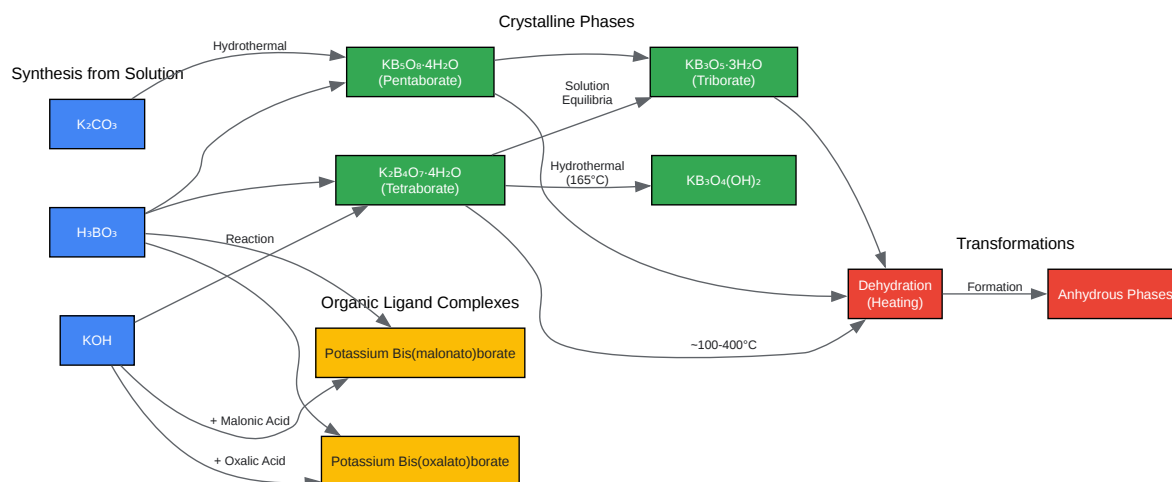 Crystalline Phases
Synthesis from Solution
Hydrothermal
KB₅O₈·4H₂O
(Pentaborate)
KB₃O₅·3H₂O
(Triborate)
K₂CO₃
Solution
Equilibria
K₂B₄O₇·4H₂O
(Tetraborate)
Hydrothermal
(165°C)
KB₃O₄(OH)₂
H₃BO₃
Reaction
Transformations
Dehydration
(Heating)
Formation
Anhydrous Phases
Organic Ligand Complexes
KOH
Potassium Bis(malonato)borate
~100-400°C
+ Malonic Acid
+ Oxalic Acid
Potassium Bis(oxalato)borate